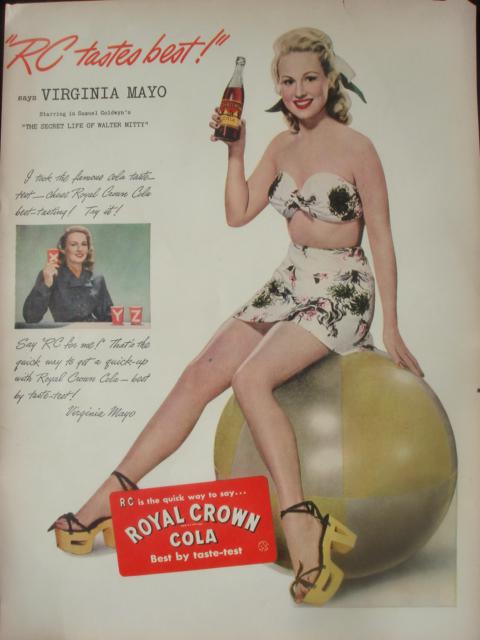 "RC tastes best!"
says VIRGINIA MAYO
Starring in Samuel Goldwyn's
"THE SECRET LIFE OF WALTER MITTY"
I took the famous cola taste-
test—chose Royal Crown Cola
best-tasting! Try it!
X
Y Z
Say "RC for me!" That's the
quick way to get a quick-up
with Royal Crown Cola—best
by taste-test!
Virginia Mayo
RC is the quick way to say...
ROYAL CROWN
COLA
Best by taste-test